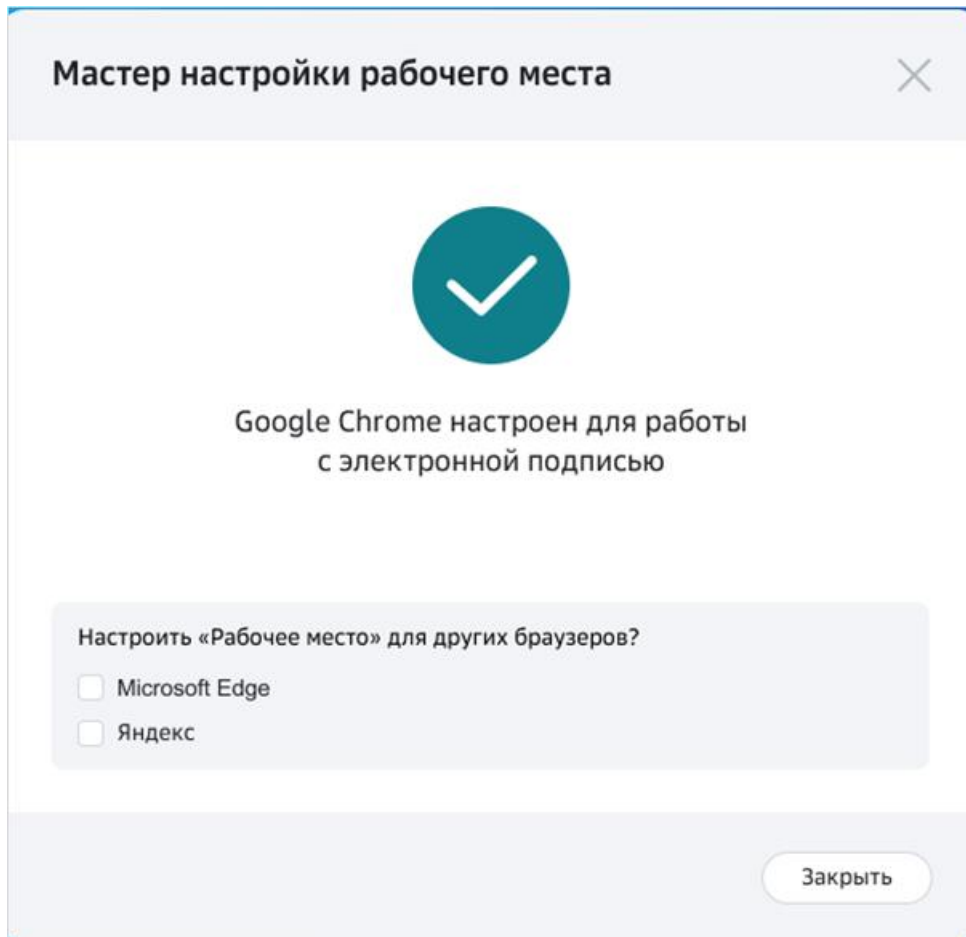 Мастер настройки рабочего места
Google Chrome настроен для работы
с электронной подписью
Настроить «Рабочее место» для других браузеров?
Microsoft Edge
Яндекс
Закрыть